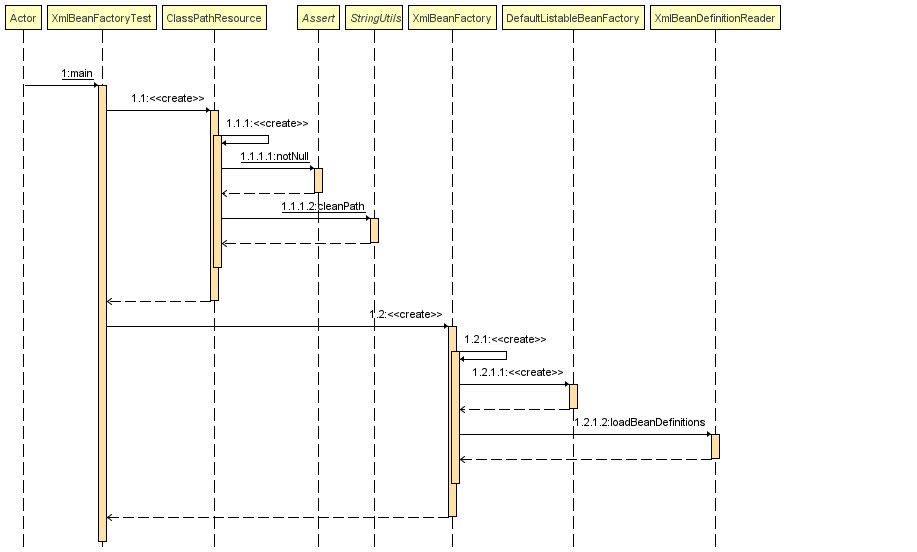 Actor XmlBeanFactoryTest ClassPathResource Assert StringUtils XmlBeanFactory DefaultListableBeanFactory XmlBeanDefinitionReader
1:main
1.1:<<create>>
1.1.1:<<create>>
1.1.1.1:notNull
1.1.1.2:cleanPath
1.2:<<create>>
1.2.1:<<create>>
1.2.1.1:<<create>>
1.2.1.2:loadBeanDefinitions